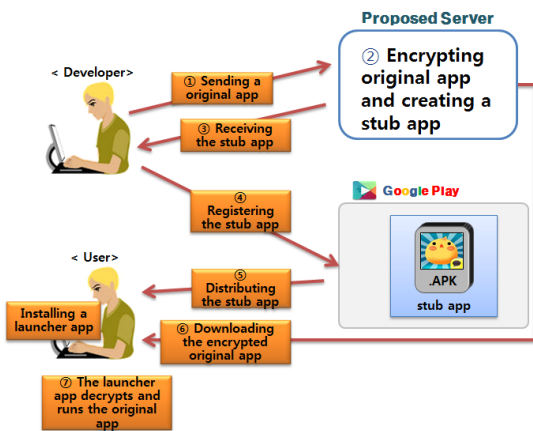 Proposed Server
< Developer>
① Sending a
original app
② Encrypting
original app
and creating a
stub app
③ Receiving
the stub app
④
Registering
the stub app
Google Play
.APK
stub app
< User>
⑤
Distributing
the stub app
Installing a
launcher app
⑥ Downloading
the encrypted
original app
⑦ The launcher
app decrypts and
runs the original
app